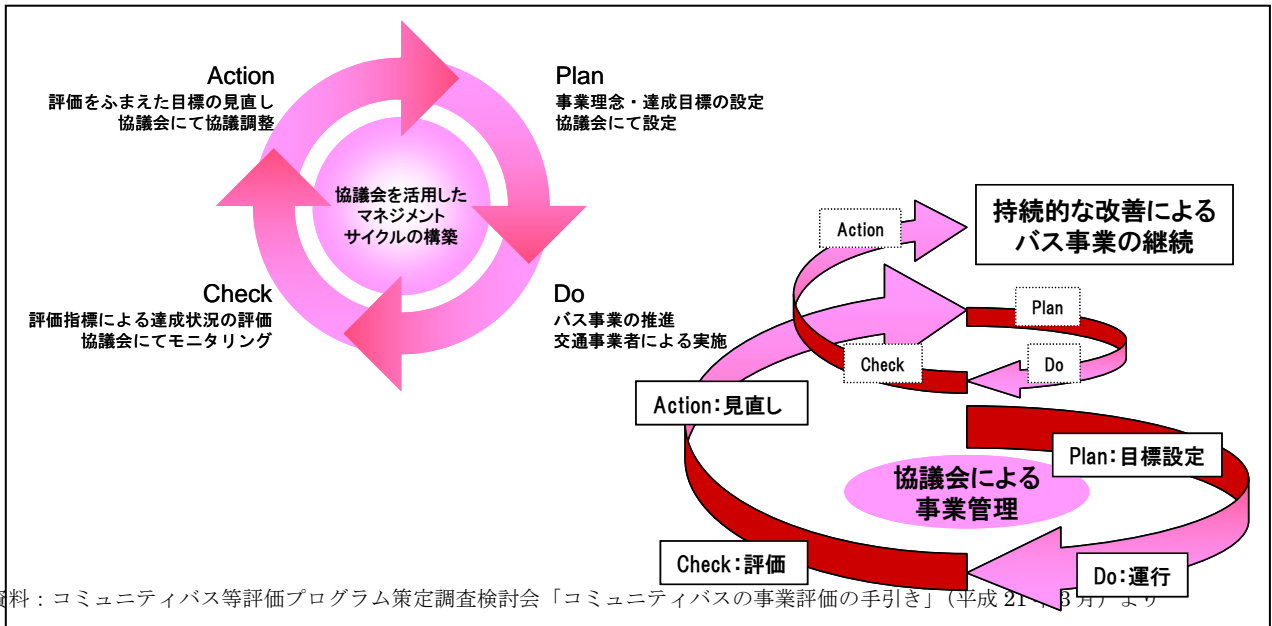 Action
評価をふまえた目標の見直し
協議会にて協議調整
Plan
事業理念・達成目標の設定
協議会にて設定
協議会を活用した
マネジメント
サイクルの構築
Check
評価指標による達成状況の評価
協議会にてモニタリング
Do
バス事業の推進
交通事業者による実施
持続的な改善による
バス事業の継続
Action
Plan
Check
Do
Action:見直し
Plan:目標設定
協議会による
事業管理
Check:評価
Do:運行
資料：コミュニティバス等評価プログラム策定調査検討会「コミュニティバスの事業評価の手引き」（平成 21 年 3 月）より